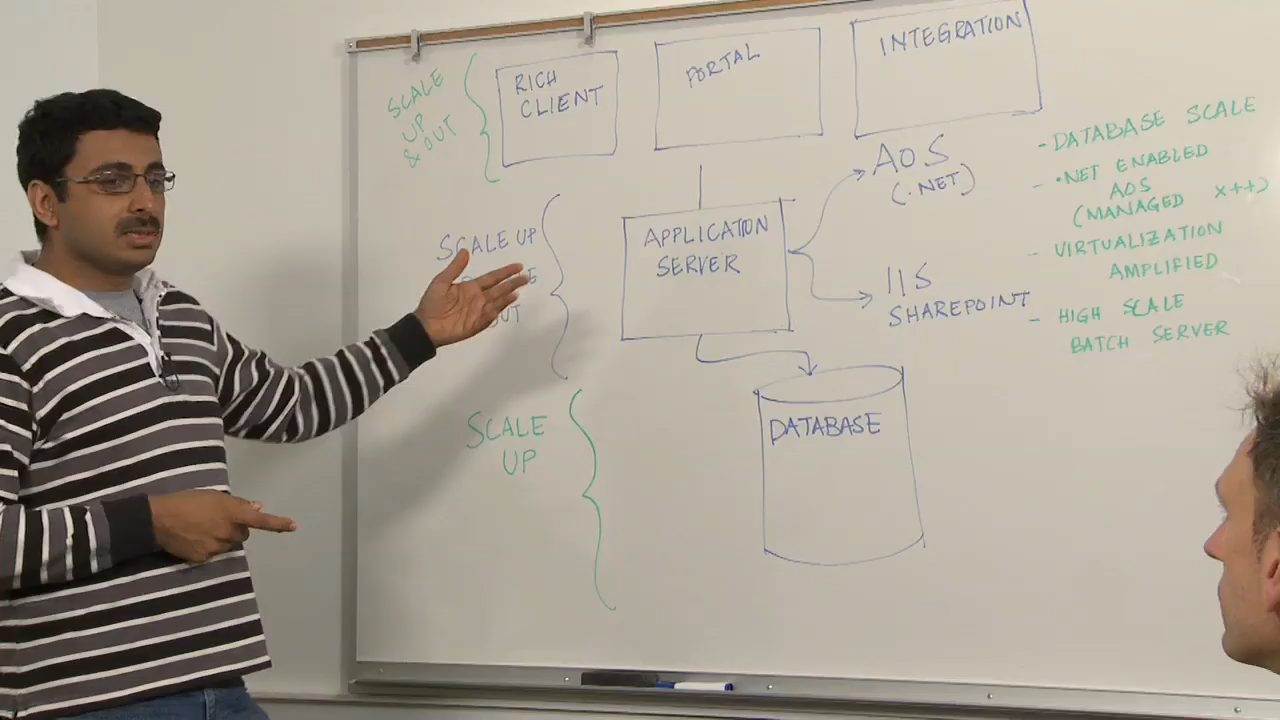 SCALE
UP
& OUT
RICH
CLIENT
PORTAL
INTEGRATION
SCALE UP
OUT
APPLICATION
SERVER
AOS
(.NET)
IIS
SHAREPOINT
SCALE
UP
DATABASE
- DATABASE SCALE
- .NET ENABLED
AOS
(MANAGED X++)
- VIRTUALIZATION
AMPLIFIED
- HIGH SCALE
BATCH SERVER